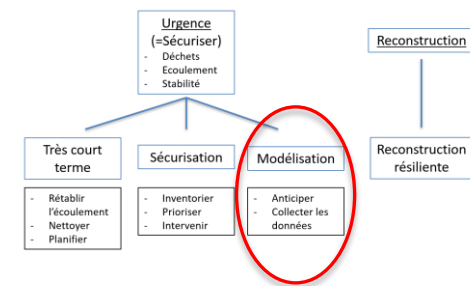 Urgence
(=Sécuriser)
- Déchets
- Ecoulement
- Stabilité
Reconstruction
Très court
terme
Sécurisation
Modélisation
Reconstruction
résiliente
- Rétablir
l'écoulement
- Nettoyer
- Planifier
- Inventorier
- Prioriser
- Intervenir
- Anticiper
- Collecter les
données